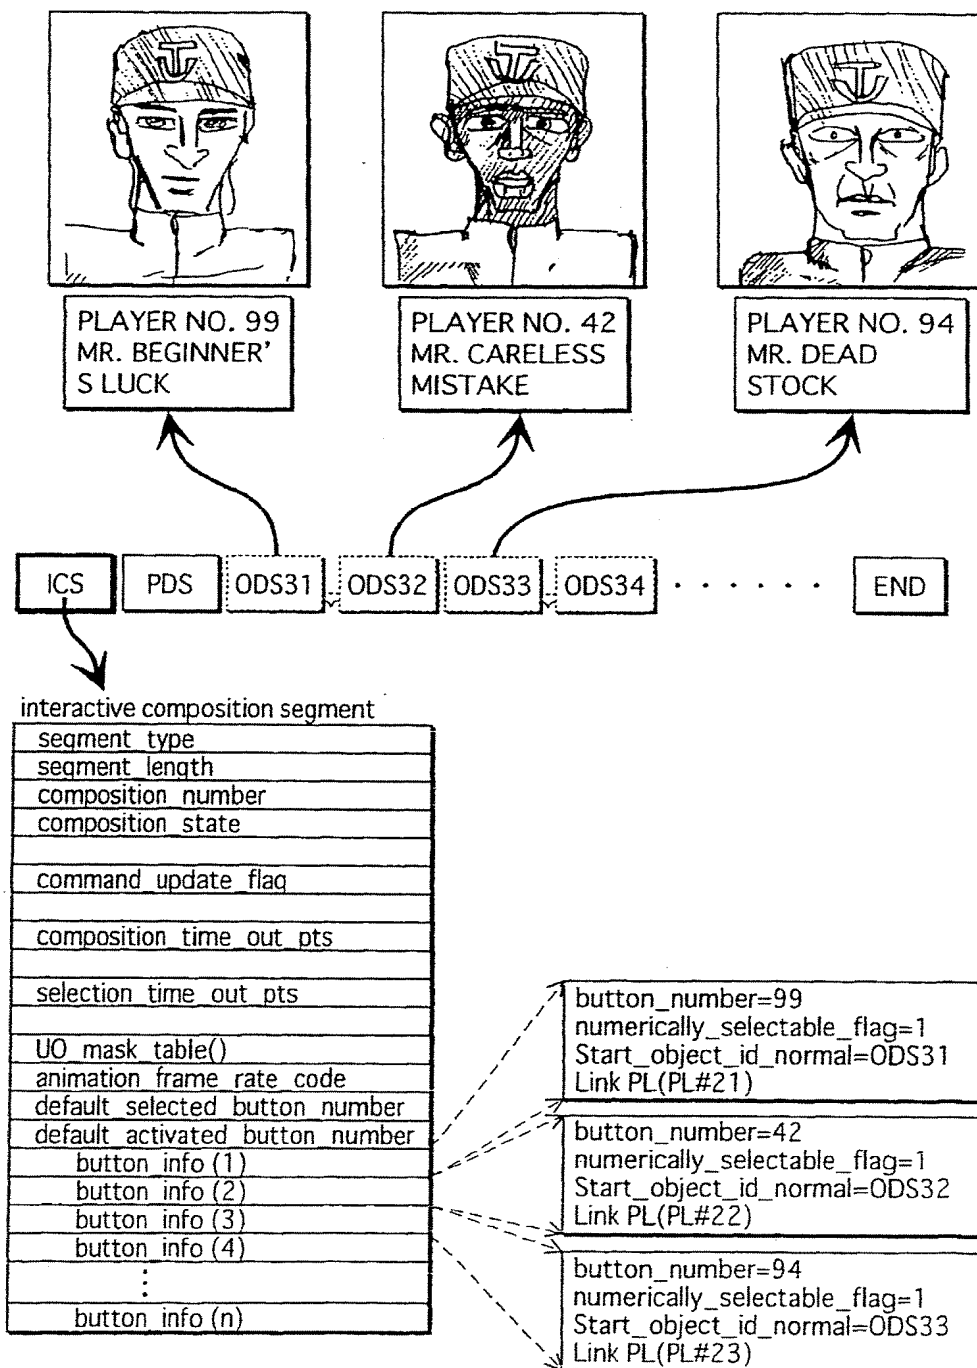 PLAYER NO. 99
MR. BEGINNER'
S LUCK
PLAYER NO. 42
MR. CARELESS
MISTAKE
PLAYER NO. 94
MR. DEAD
STOCK
ICS
PDS
ODS31
ODS32
ODS33
ODS34
. . . . . . .
END
interactive composition segment
segment_type
segment_length
composition_number
composition_state
command_update_flag
composition_time_out_pts
selection_time_out_pts
UO_mask_table()
animation_frame_rate_code
default_selected_button_number
default_activated_button_number
button_info (1)
button_info (2)
button_info (3)
button_info (4)
⋮
button_info (n)
button_number=99
numerically_selectable_flag=1
Start_object_id_normal=ODS31
Link PL(PL#21)
button_number=42
numerically_selectable_flag=1
Start_object_id_normal=ODS32
Link PL(PL#22)
button_number=94
numerically_selectable_flag=1
Start_object_id_normal=ODS33
Link PL(PL#23)